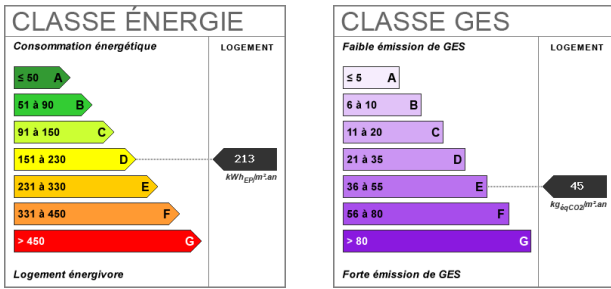 CLASSE ÉNERGIE
Consommation énergétique
LOGEMENT
≤ 50 A
51 à 90 B
91 à 150 C
151 à 230 D
213
kWhEP/m².an
231 à 330 E
331 à 450 F
> 450 G
Logement énergivore
CLASSE GES
Faible émission de GES
LOGEMENT
≤ 5 A
6 à 10 B
11 à 20 C
21 à 35 D
36 à 55 E
45
kgéqCO2/m².an
56 à 80 F
> 80 G
Forte émission de GES